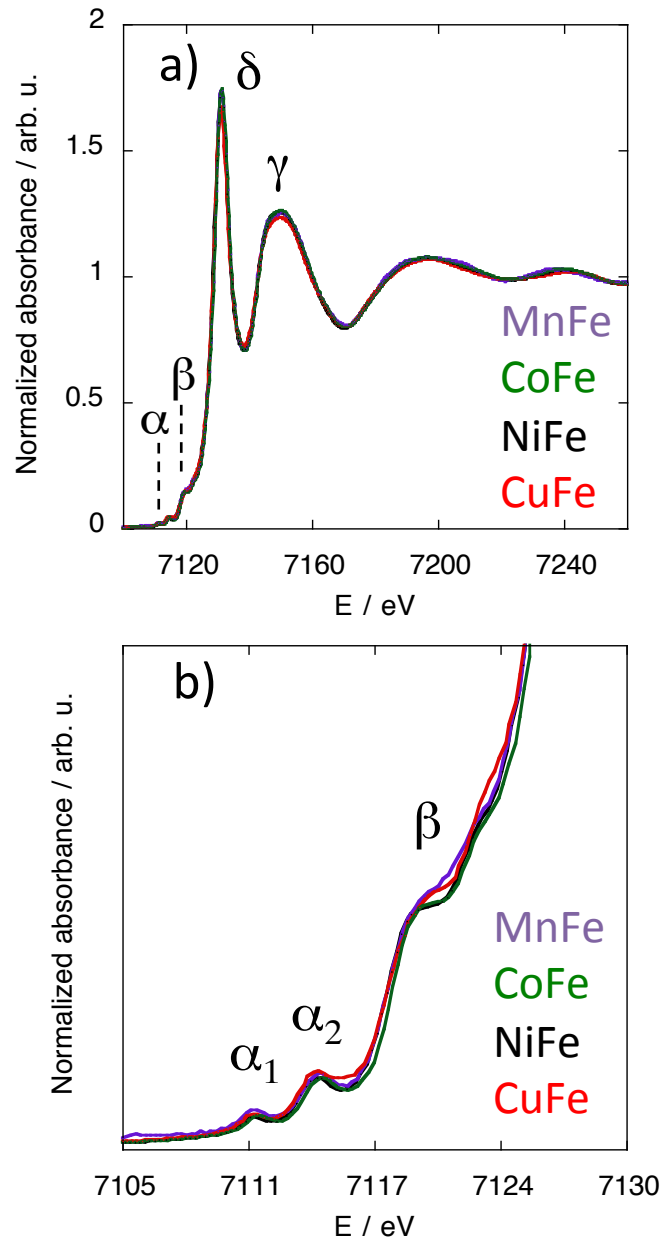 a)
δ
γ
β
α
MnFe
CoFe
NiFe
CuFe
Normalized absorbance / arb. u.
2
1.5
1
0.5
0
7120 7160 7200 7240
E / eV
b)
β
α2
α1
MnFe
CoFe
NiFe
CuFe
Normalized absorbance / arb. u.
7105 7111 7117 7124 7130
E / eV